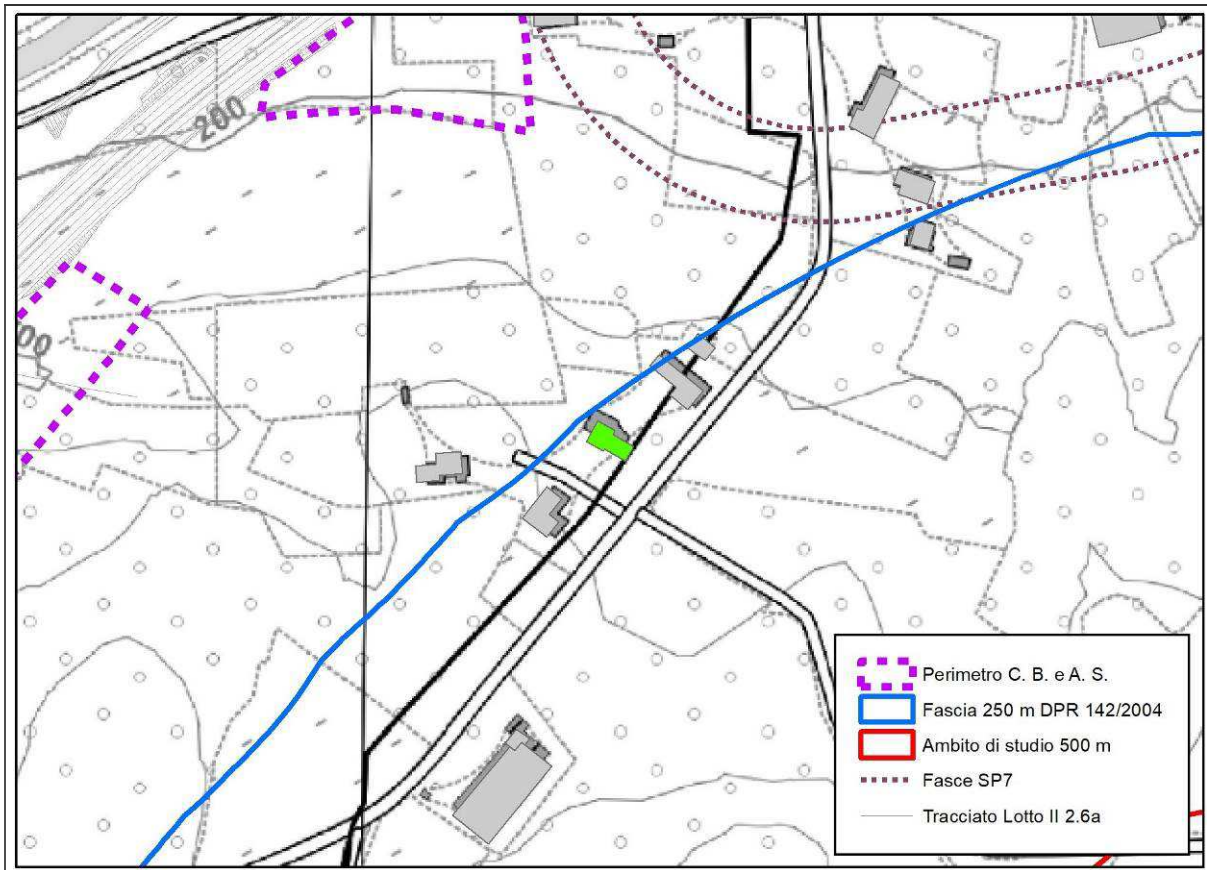 200
00
Perimetro C. B. e A. S.
Fascia 250 m DPR 142/2004
Ambito di studio 500 m
Fasce SP7
Tracciato Lotto II 2.6a